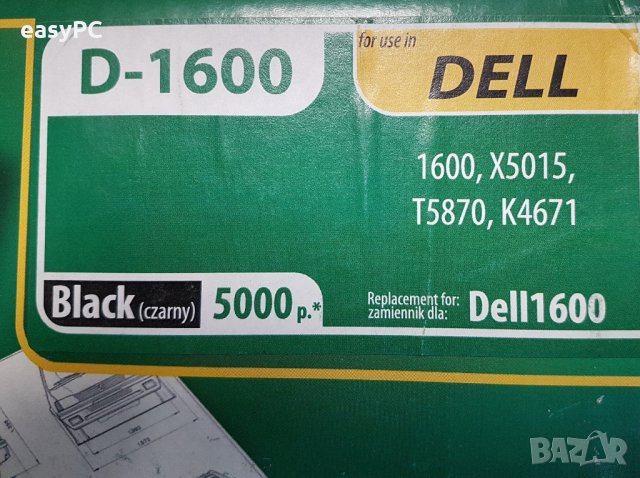 easyPC
D-1600
for use in
DELL
1600, X5015,
T5870, K4671
Black (czarny)
5000 p.*
Replacement for:
zamiennik dla:
Dell1600
BAZAR